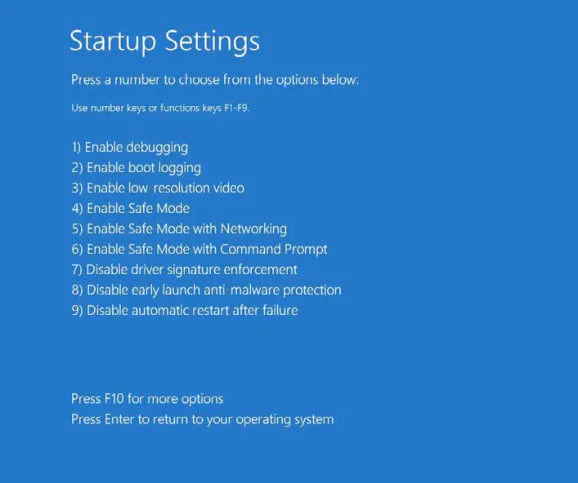 Startup Settings
Press a number to choose from the options below:
Use number keys or functions keys F1-F9.
1) Enable debugging
2) Enable boot logging
3) Enable low-resolution video
4) Enable Safe Mode
5) Enable Safe Mode with Networking
6) Enable Safe Mode with Command Prompt
7) Disable driver signature enforcement
8) Disable early launch anti-malware protection
9) Disable automatic restart after failure
Press F10 for more options
Press Enter to return to your operating system